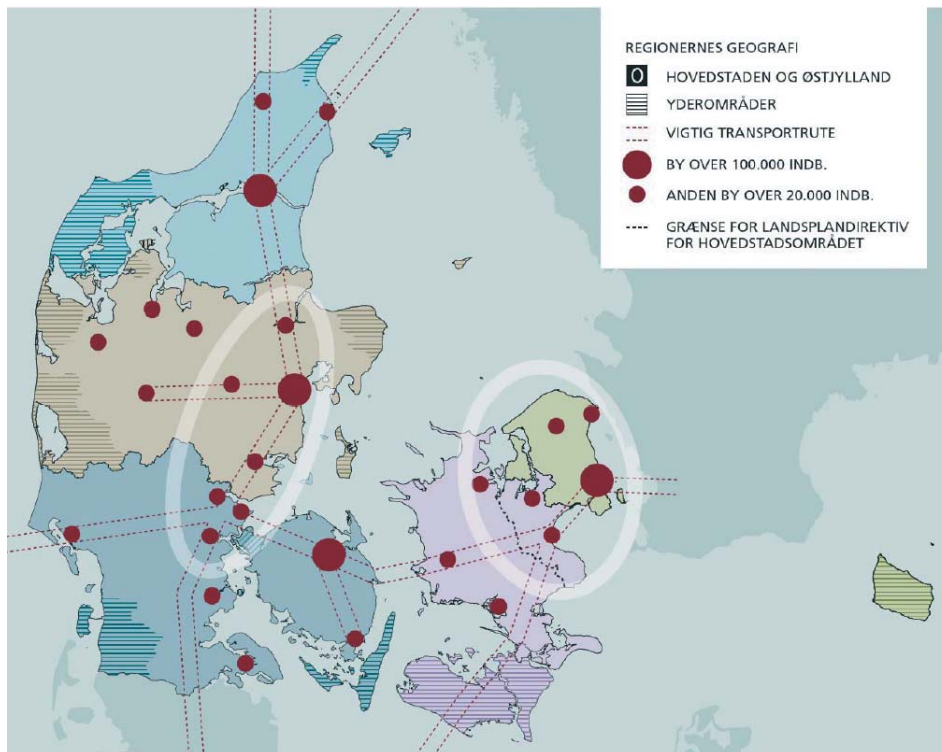 REGIONERNES GEOGRAFI
HOVEDSTADEN OG ØSTJYLLAND
YDEROMRÅDER
VIGTIG TRANSPORTRUTE
BY OVER 100.000 INDB.
ANDEN BY OVER 20.000 INDB.
GRÆNSE FOR LANDSPLANDIREKTIV
FOR HOVEDSTADSOMRÅDET